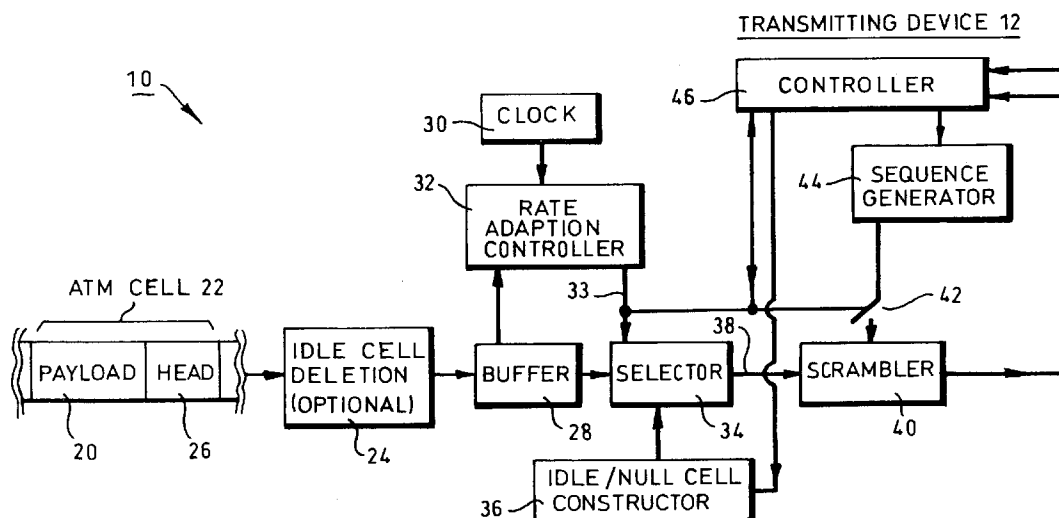 TRANSMITTING DEVICE 12
10
CONTROLLER
46
CLOCK
30
SEQUENCE
GENERATOR
44
32
RATE
ADAPTION
CONTROLLER
33
42
ATM CELL 22
38
PAYLOAD
HEAD
IDLE CELL
DELETION
(OPTIONAL)
BUFFER
SELECTOR
SCRAMBLER
20
26
24
28
34
40
IDLE/NULL CELL
CONSTRUCTOR
36